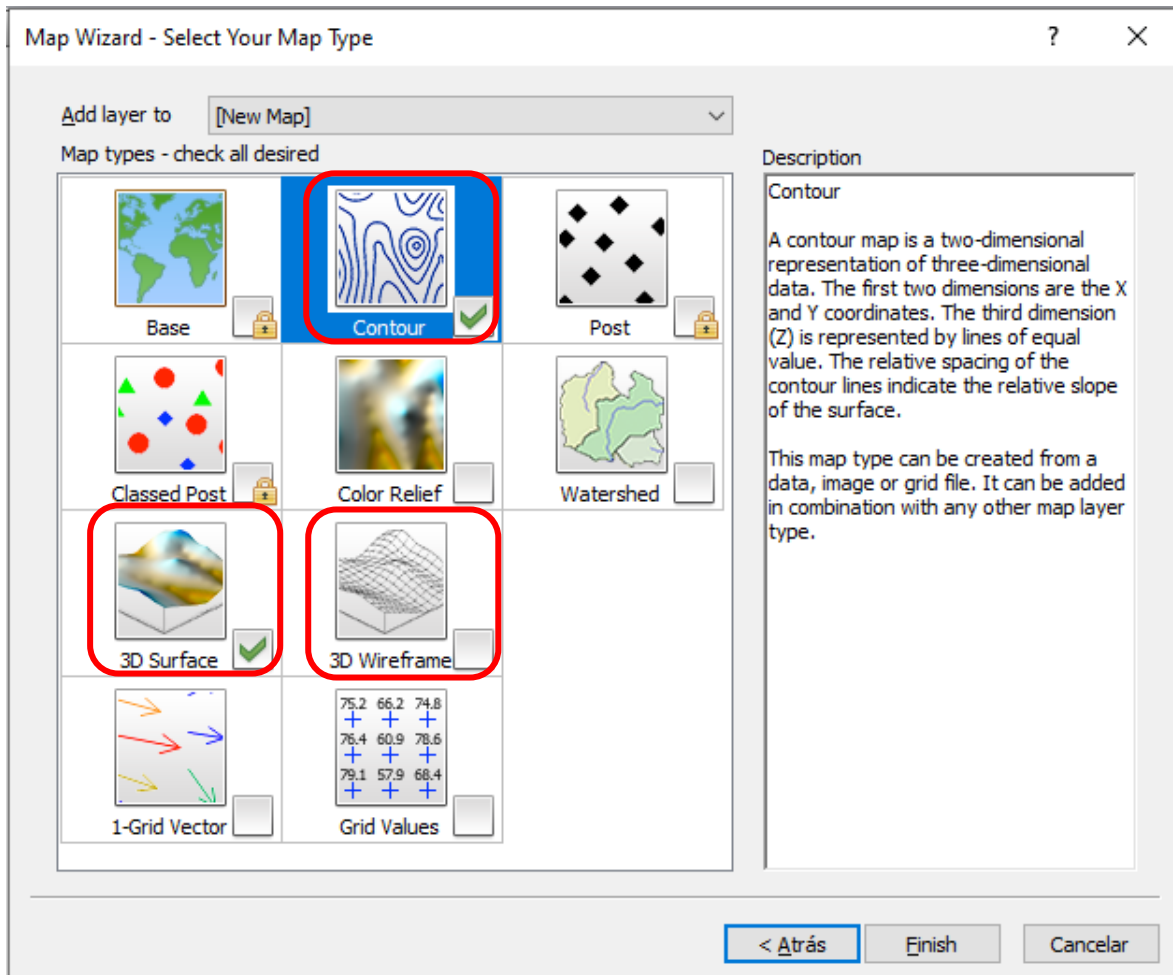 Map Wizard - Select Your Map Type
?
Add layer to [New Map]
Map types - check all desired
Base
Contour
Post
Classed Post
Color Relief
Watershed
3D Surface
3D Wireframe
1-Grid Vector
75.2 66.2 74.8
76.4 60.9 78.6
79.1 57.9 68.4
Grid Values
Description
Contour
A contour map is a two-dimensional
representation of three-dimensional
data. The first two dimensions are the X
and Y coordinates. The third dimension
(Z) is represented by lines of equal
value. The relative spacing of the
contour lines indicate the relative slope
of the surface.
This map type can be created from a
data, image or grid file. It can be added
in combination with any other map layer
type.
< Atrás
Finish
Cancelar